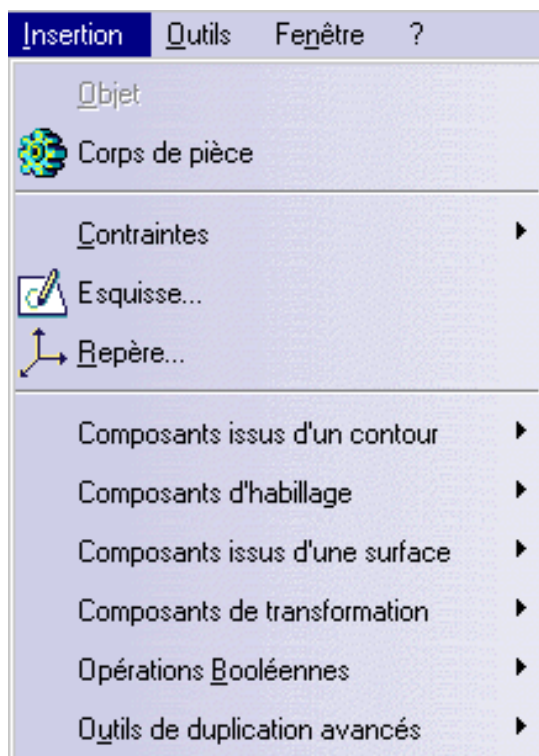 Insertion Outils Fenêtre ?
Objet
Corps de pièce
Contraintes
Esquisse...
Repère...
Composants issus d'un contour
Composants d'habillage
Composants issus d'une surface
Composants de transformation
Opérations Booléennes
Outils de duplication avancés